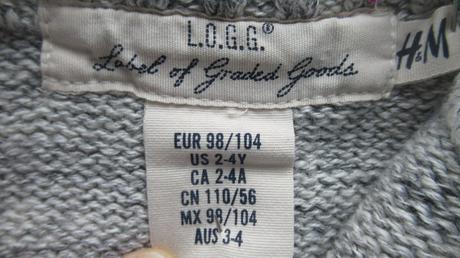 L.O.G.G.®
Label of Graded Goods
H&M
EUR 98/104
US 2-4Y
CA 2-4A
CN 110/56
MX 98/104
AUS 3-4